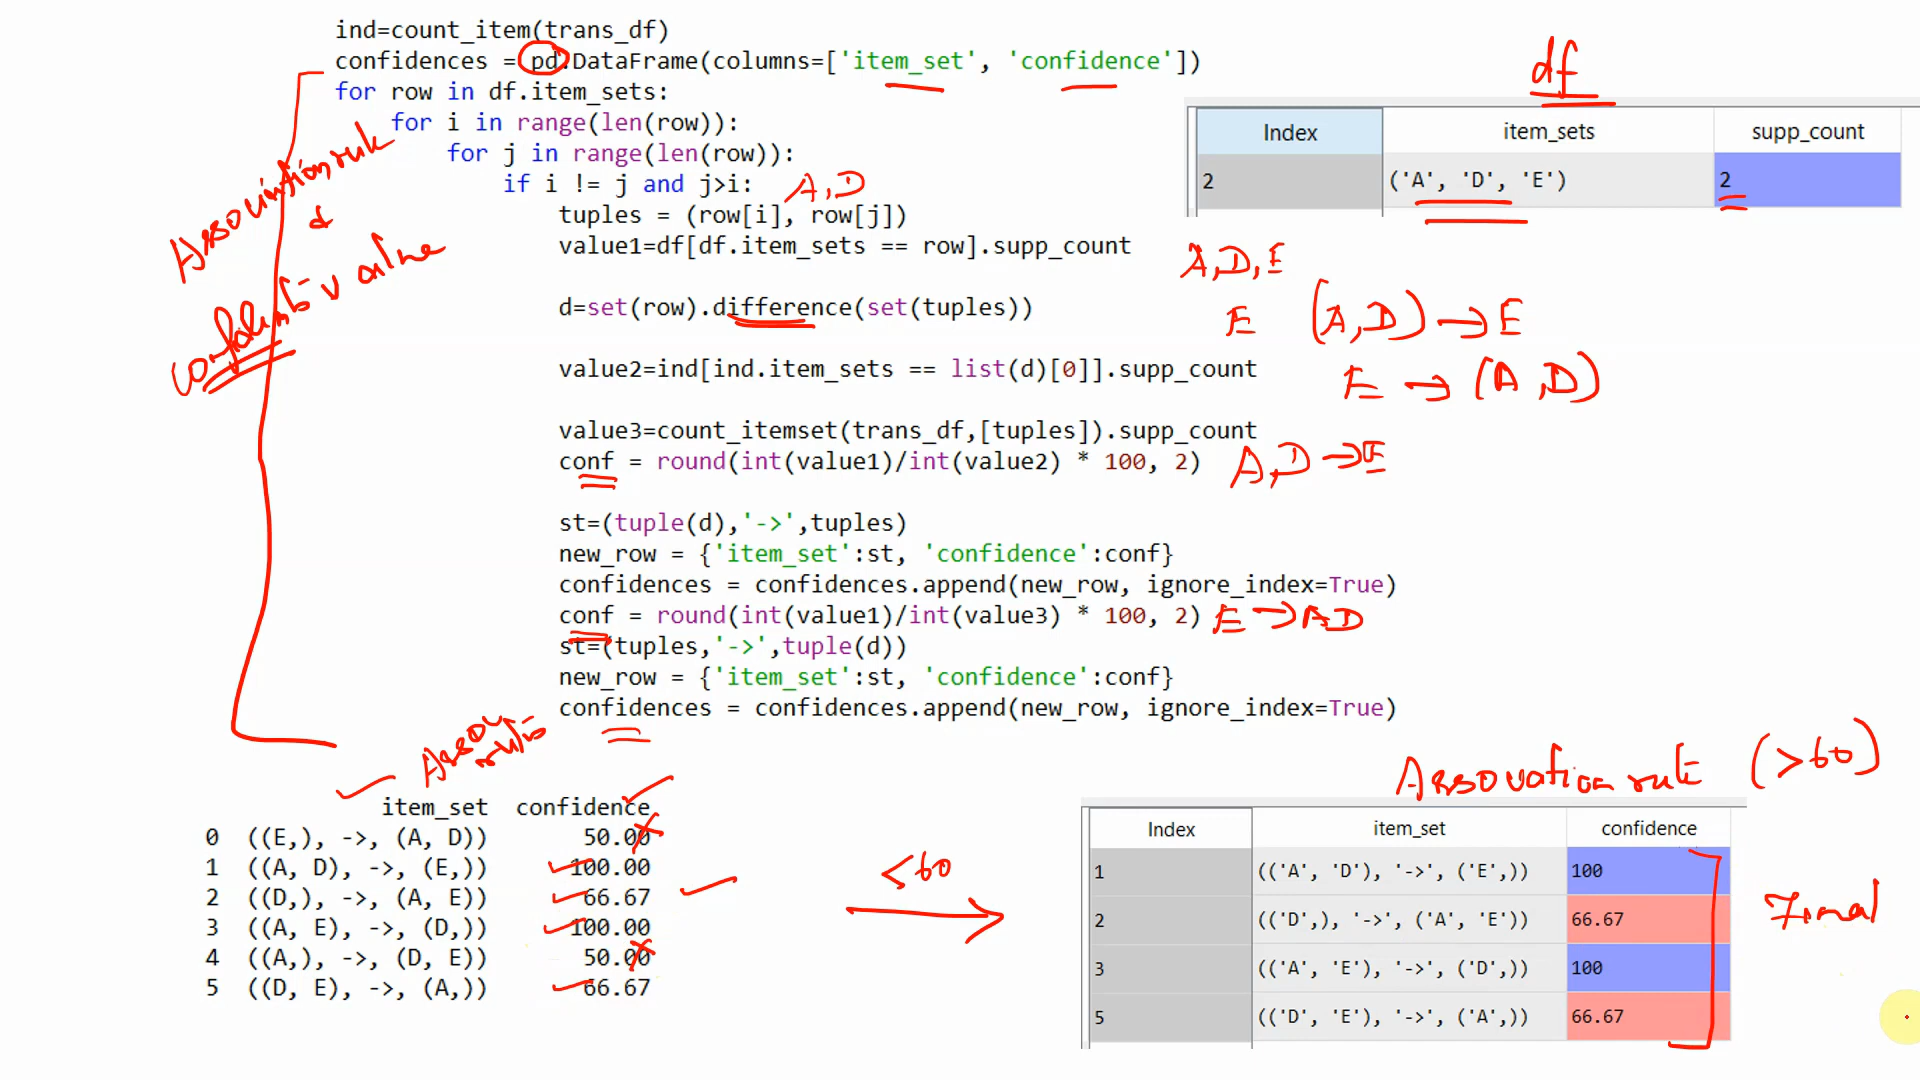 ind=count_item(trans_df)
confidences = pd.DataFrame(columns=['item_set', 'confidence'])
for row in df.item_sets:
for i in range(len(row)):
for j in range(len(row)):
if i != j and j>i:
A,D
tuples = (row[i], row[j])
value1=df[df.item_sets == row].supp_count
d=set(row).difference(set(tuples))
value2=ind[ind.item_sets == list(d)[0]].supp_count
value3=count_itemset(trans_df,[tuples]).supp_count
conf = round(int(value1)/int(value2) * 100, 2)
A,D → E
st=(tuple(d),'->',tuples)
new_row = {'item_set':st, 'confidence':conf}
confidences = confidences.append(new_row, ignore_index=True)
conf = round(int(value1)/int(value3) * 100, 2)
E → AD
st=(tuples,'->',tuple(d))
new_row = {'item_set':st, 'confidence':conf}
confidences = confidences.append(new_row, ignore_index=True)
Association rule
&
value
df
Index item_sets supp_count
2 ('A', 'D', 'E') 2
A,D,E
E (A,D) → E
E → (A,D)
item_set confidence
0 ((E,), ->, (A, D)) 50.00
1 ((A, D), ->, (E,)) 100.00
2 ((D,), ->, (A, E)) 66.67
3 ((A, E), ->, (D,)) 100.00
4 ((A,), ->, (D, E)) 50.00
5 ((D, E), ->, (A,)) 66.67
<60
Association rule (>60)
Index item_set confidence
1 (('A', 'D'), '->', ('E',)) 100
2 (('D',), '->', ('A', 'E')) 66.67
3 (('A', 'E'), '->', ('D',)) 100
5 (('D', 'E'), '->', ('A',)) 66.67
Final